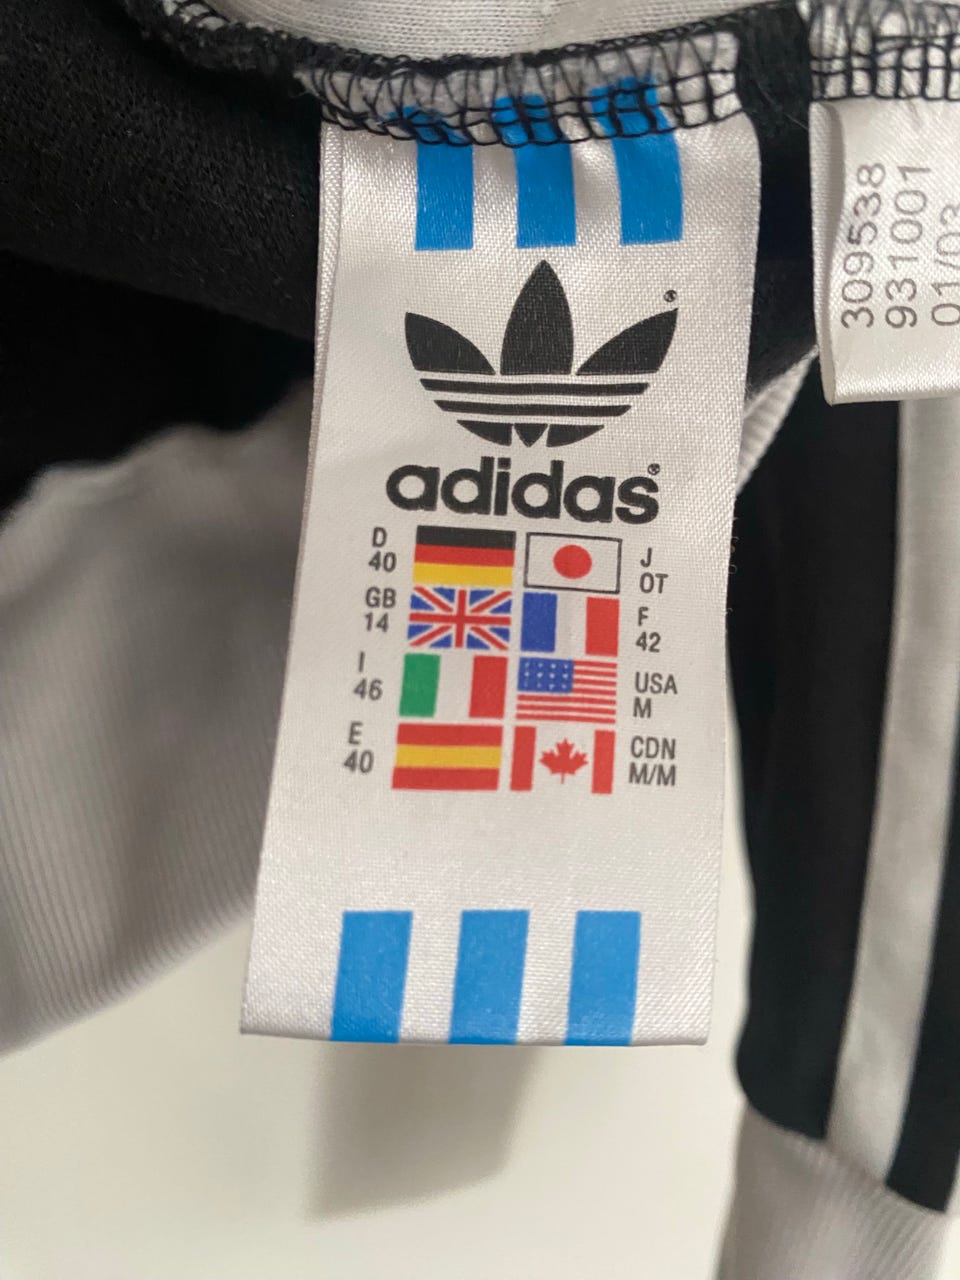 adidas®
D
40
J
OT
GB
14
F
42
I
46
USA
M
E
40
CDN
M/M
309538
931001
01/03